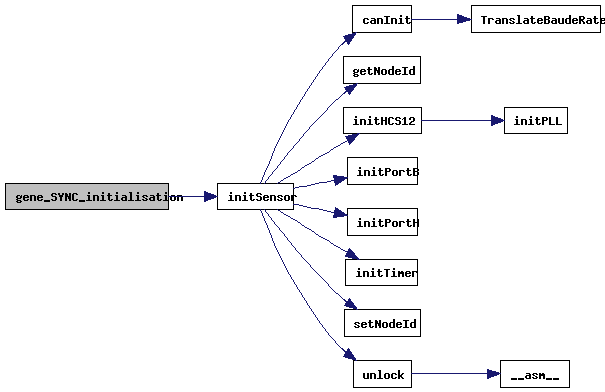 canInit
TranslateBaudeRate
getNodeId
initHCS12
initPLL
initPortB
gene_SYNC_initialisation
initSensor
initPortH
initTimer
setNodeId
unlock
__asm__